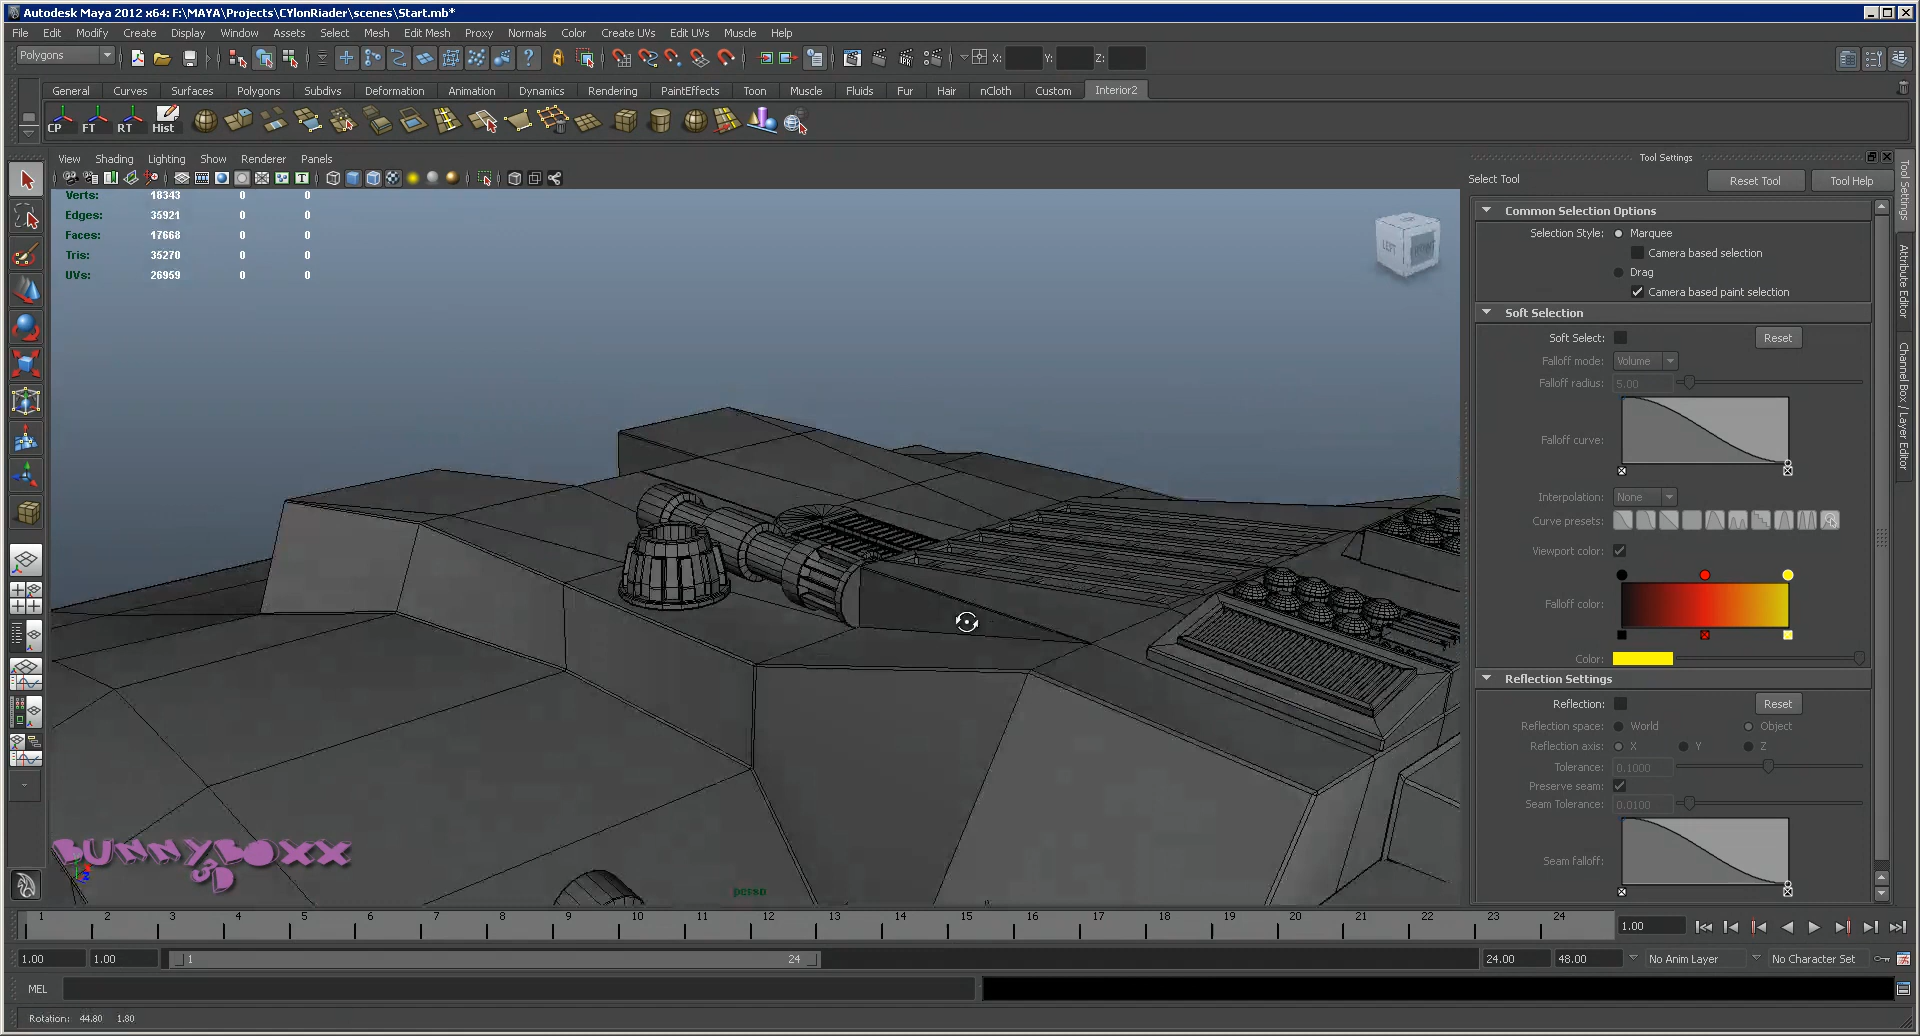 Autodesk Maya 2012 x64: F:\MAYA\Projects\CYlonRiader\scenes\Start.mb*
File Edit Modify Create Display Window Assets Select Mesh Edit Mesh Proxy Normals Color Create UVs Edit UVs Muscle Help
Polygons X: Y: Z:
General Curves Surfaces Polygons Subdivs Deformation Animation Dynamics Rendering PaintEffects Toon Muscle Fluids Fur Hair nCloth Custom Interior2
CP FT RT Hist
View Shading Lighting Show Renderer Panels
Verts: 18343 0 0
Edges: 35921 0 0
Faces: 17668 0 0
Tris: 35270 0 0
UVs: 26959 0 0
LEFT FRONT
BUNNYBOXX
3D
persp
Tool Settings
Select Tool Reset Tool Tool Help
Common Selection Options
Selection Style: Marquee
Camera based selection
Drag
Camera based paint selection
Soft Selection
Soft Select: Reset
Falloff mode: Volume
Falloff radius: 5.00
Falloff curve:
Interpolation: None
Curve presets:
Viewport color:
Falloff color:
Color:
Reflection Settings
Reflection: Reset
Reflection space: World Object
Reflection axis: X Y Z
Tolerance: 0.1000
Preserve seam:
Seam Tolerance: 0.0100
Seam falloff:
Tool Settings
Attribute Editor
Channel Box / Layer Editor
1 2 3 4 5 6 7 8 9 10 11 12 13 14 15 16 17 18 19 20 21 22 23 24 1.00
1.00 1.00 1 24 24.00 48.00 No Anim Layer No Character Set
MEL
Rotation: 44.80 1.80